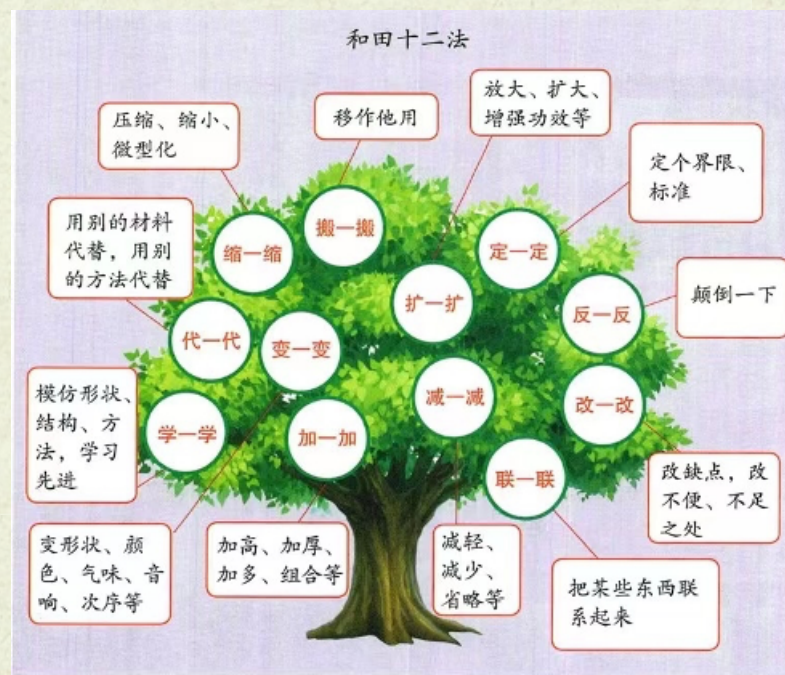 和田十二法
压缩、缩小、
微型化
移作他用
放大、扩大、
增强功效等
定个界限、
标准
用别的材料
代替，用别
的方法代替
缩一缩
搬一搬
定一定
扩一扩
反一反
颠倒一下
代一代
变一变
减一减
改一改
模仿形状、
结构、方
法，学习
先进
学一学
加一加
联一联
改缺点，改
不便、不足
之处
变形状、颜
色、气味、音
响、次序等
加高、加厚、
加多、组合等
减轻、
减少、
省略等
把某些东西联
系起来